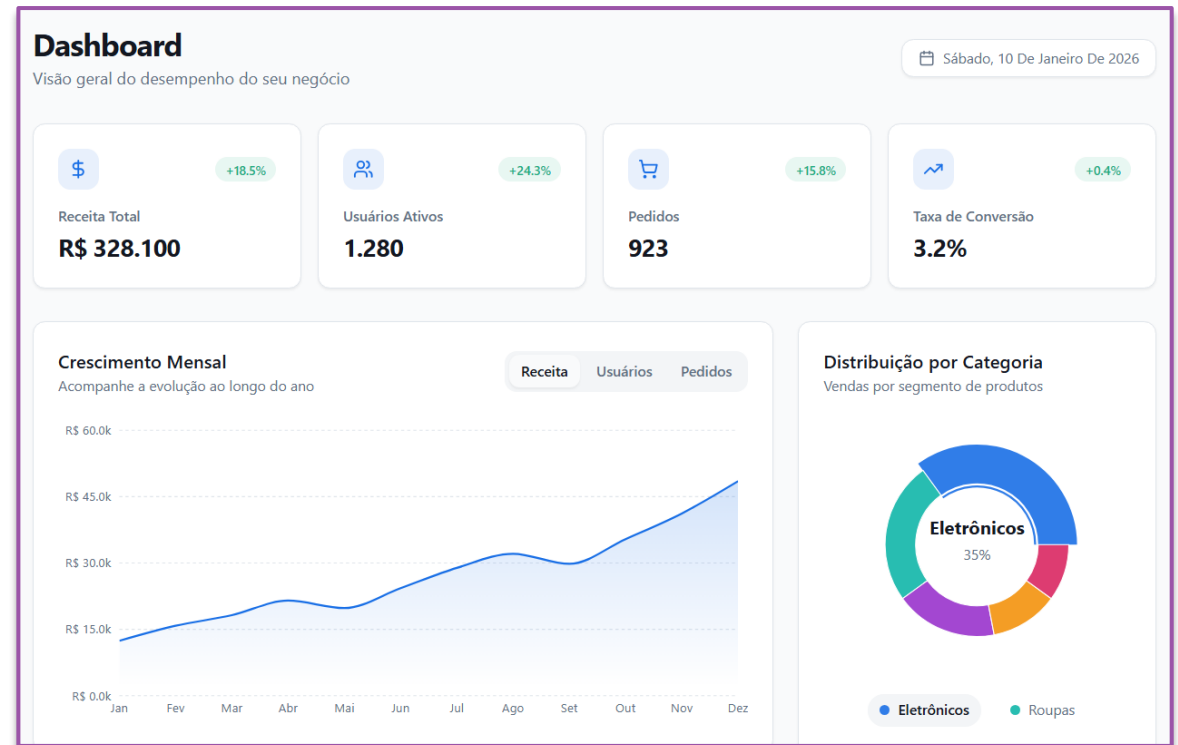 Dashboard
Visão geral do desempenho do seu negócio
Sábado, 10 De Janeiro De 2026
+18.5%
Receita Total
R$ 328.100
+24.3%
Usuários Ativos
1.280
+15.8%
Pedidos
923
+0.4%
Taxa de Conversão
3.2%
Crescimento Mensal
Acompanhe a evolução ao longo do ano
Receita Usuários Pedidos
R$ 60.0k
R$ 45.0k
R$ 30.0k
R$ 15.0k
R$ 0.0k
Jan Fev Mar Abr Mai Jun Jul Ago Set Out Nov Dez
Distribuição por Categoria
Vendas por segmento de produtos
Eletrônicos
35%
Eletrônicos Roupas